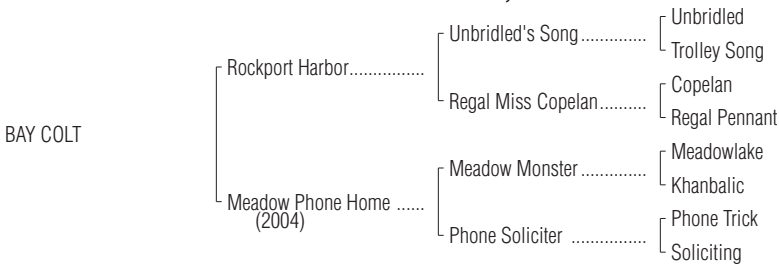 Unbridled
Unbridled's Song..............
Trolley Song
Rockport Harbor................
Copelan
Regal Miss Copelan..........
Regal Pennant
BAY COLT
Meadowlake
Meadow Monster ..............
Khanbalic
Meadow Phone Home ......
(2004)
Phone Trick
Phone Soliciter ................
Soliciting